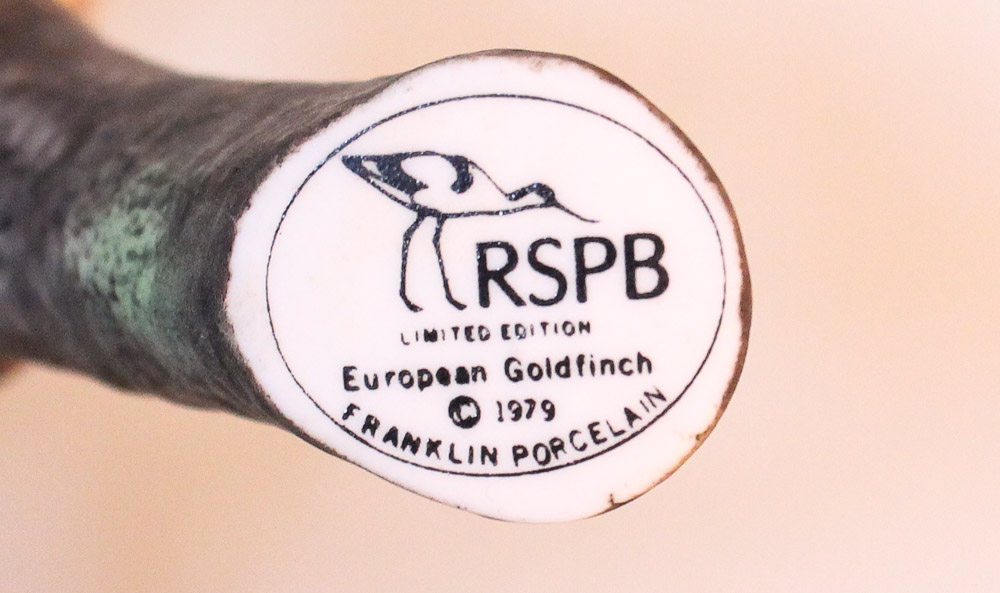 RSPB
LIMITED EDITION
European Goldfinch
© 1979
FRANKLIN PORCELAIN